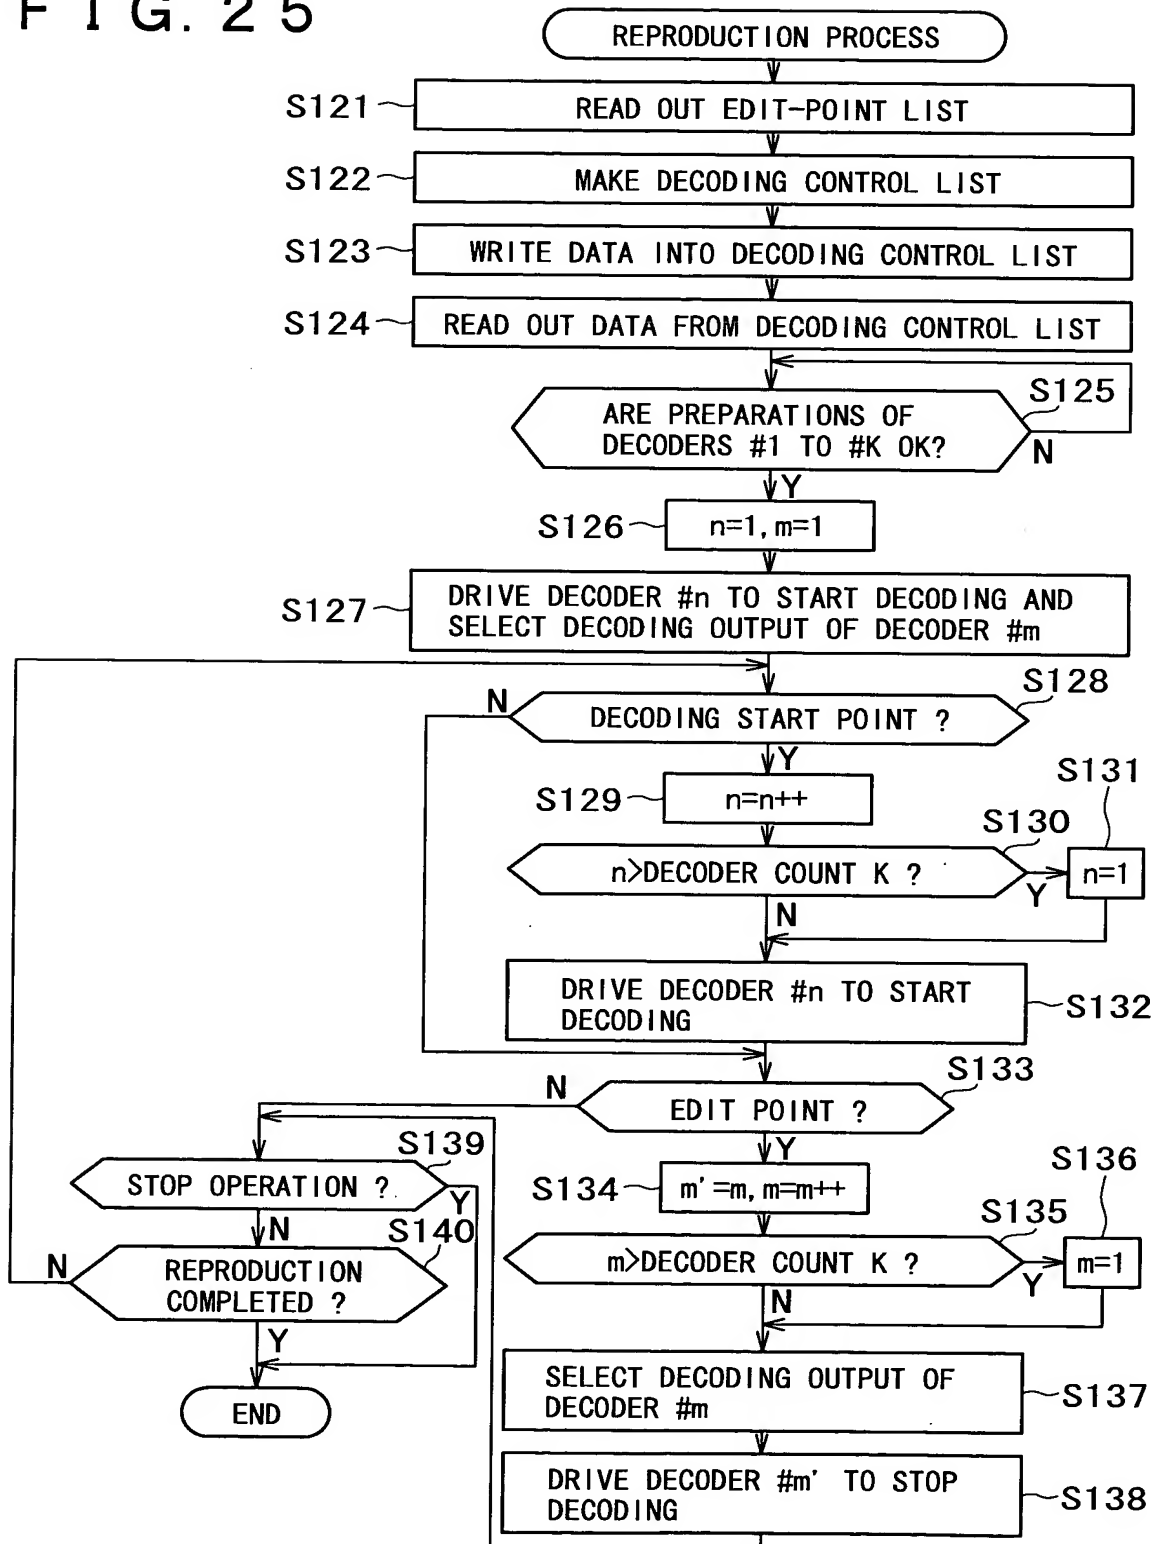 FIG. 25
REPRODUCTION PROCESS
S121
READ OUT EDIT-POINT LIST
S122
MAKE DECODING CONTROL LIST
S123
WRITE DATA INTO DECODING CONTROL LIST
S124
READ OUT DATA FROM DECODING CONTROL LIST
S125
ARE PREPARATIONS OF
DECODERS #1 TO #K OK?
N
Y
S126
n=1, m=1
S127
DRIVE DECODER #n TO START DECODING AND
SELECT DECODING OUTPUT OF DECODER #m
S128
N
DECODING START POINT ?
Y
S129
n=n++
S131
S130
n>DECODER COUNT K ?
Y
n=1
N
DRIVE DECODER #n TO START
DECODING
S132
S133
N
EDIT POINT ?
Y
S139
STOP OPERATION ?
Y
N
S134
m'=m, m=m++
S136
S135
m>DECODER COUNT K ?
Y
m=1
N
S140
N
REPRODUCTION
COMPLETED ?
Y
END
SELECT DECODING OUTPUT OF
DECODER #m
S137
DRIVE DECODER #m' TO STOP
DECODING
S138